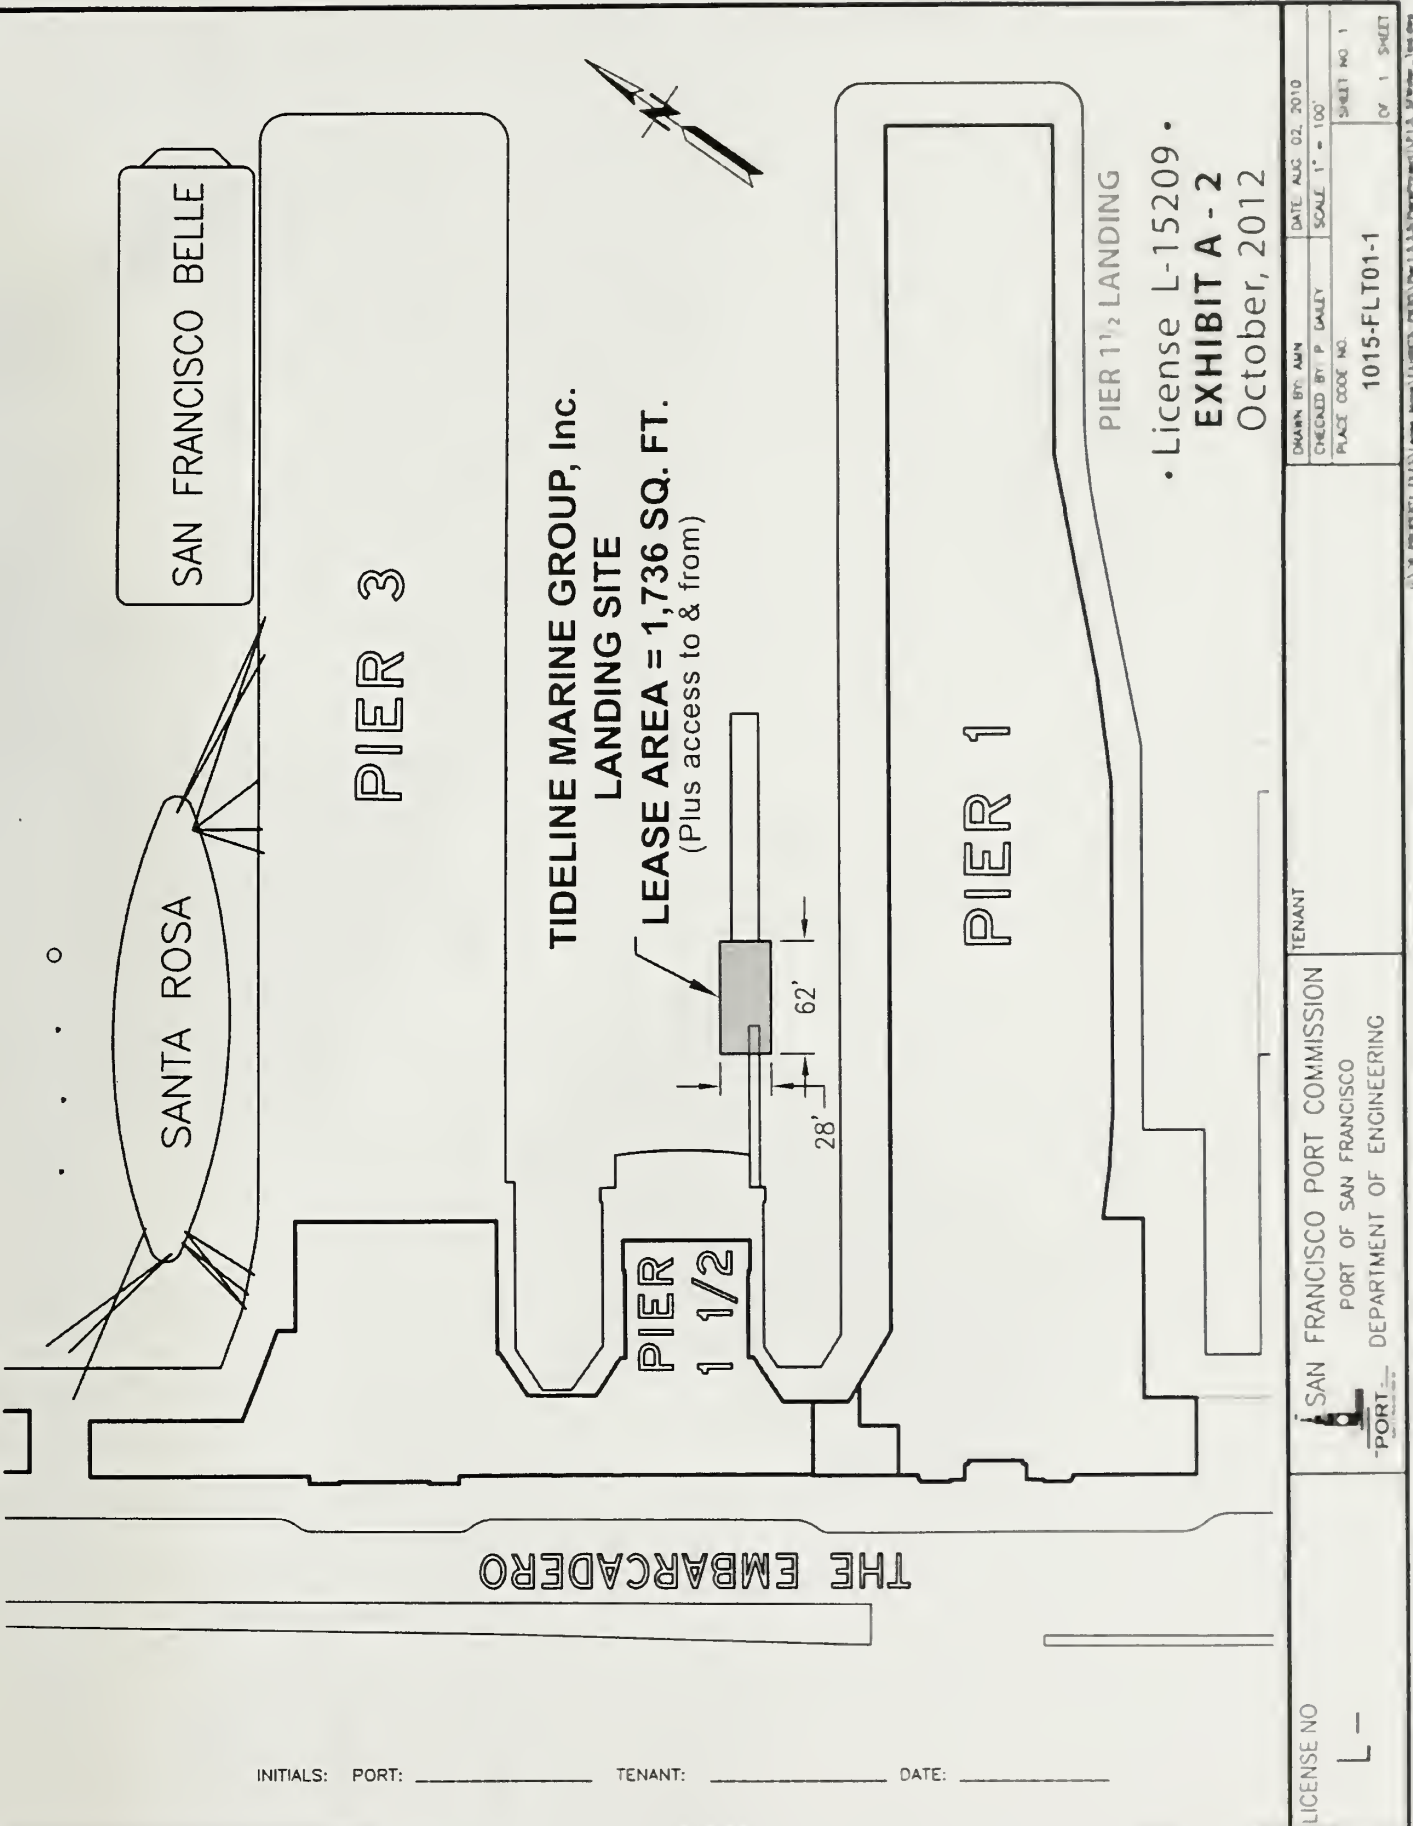 SAN FRANCISCO BELLE
SANTA ROSA
PIER 3
TIDELINE MARINE GROUP, Inc.
LANDING SITE
LEASE AREA = 1,736 SQ. FT.
(Plus access to & from)
62'
28'
PIER
1 1/2
PIER 1
N
THE EMBARCADERO
PIER 1 1/2 LANDING
• License L-15209 •
EXHIBIT A - 2
October, 2012
INITIALS: PORT: TENANT: DATE:
LICENSE NO
L —
SAN FRANCISCO PORT COMMISSION
PORT OF SAN FRANCISCO
DEPARTMENT OF ENGINEERING
PORT
TENANT
DRAWN BY: AMN
DATE AUG 02, 2010
CHECKED BY P DAILEY
SCALE 1" = 100'
PLACE CODE NO.
1015-FLT01-1
SHEET NO 1
OF 1 SHEET